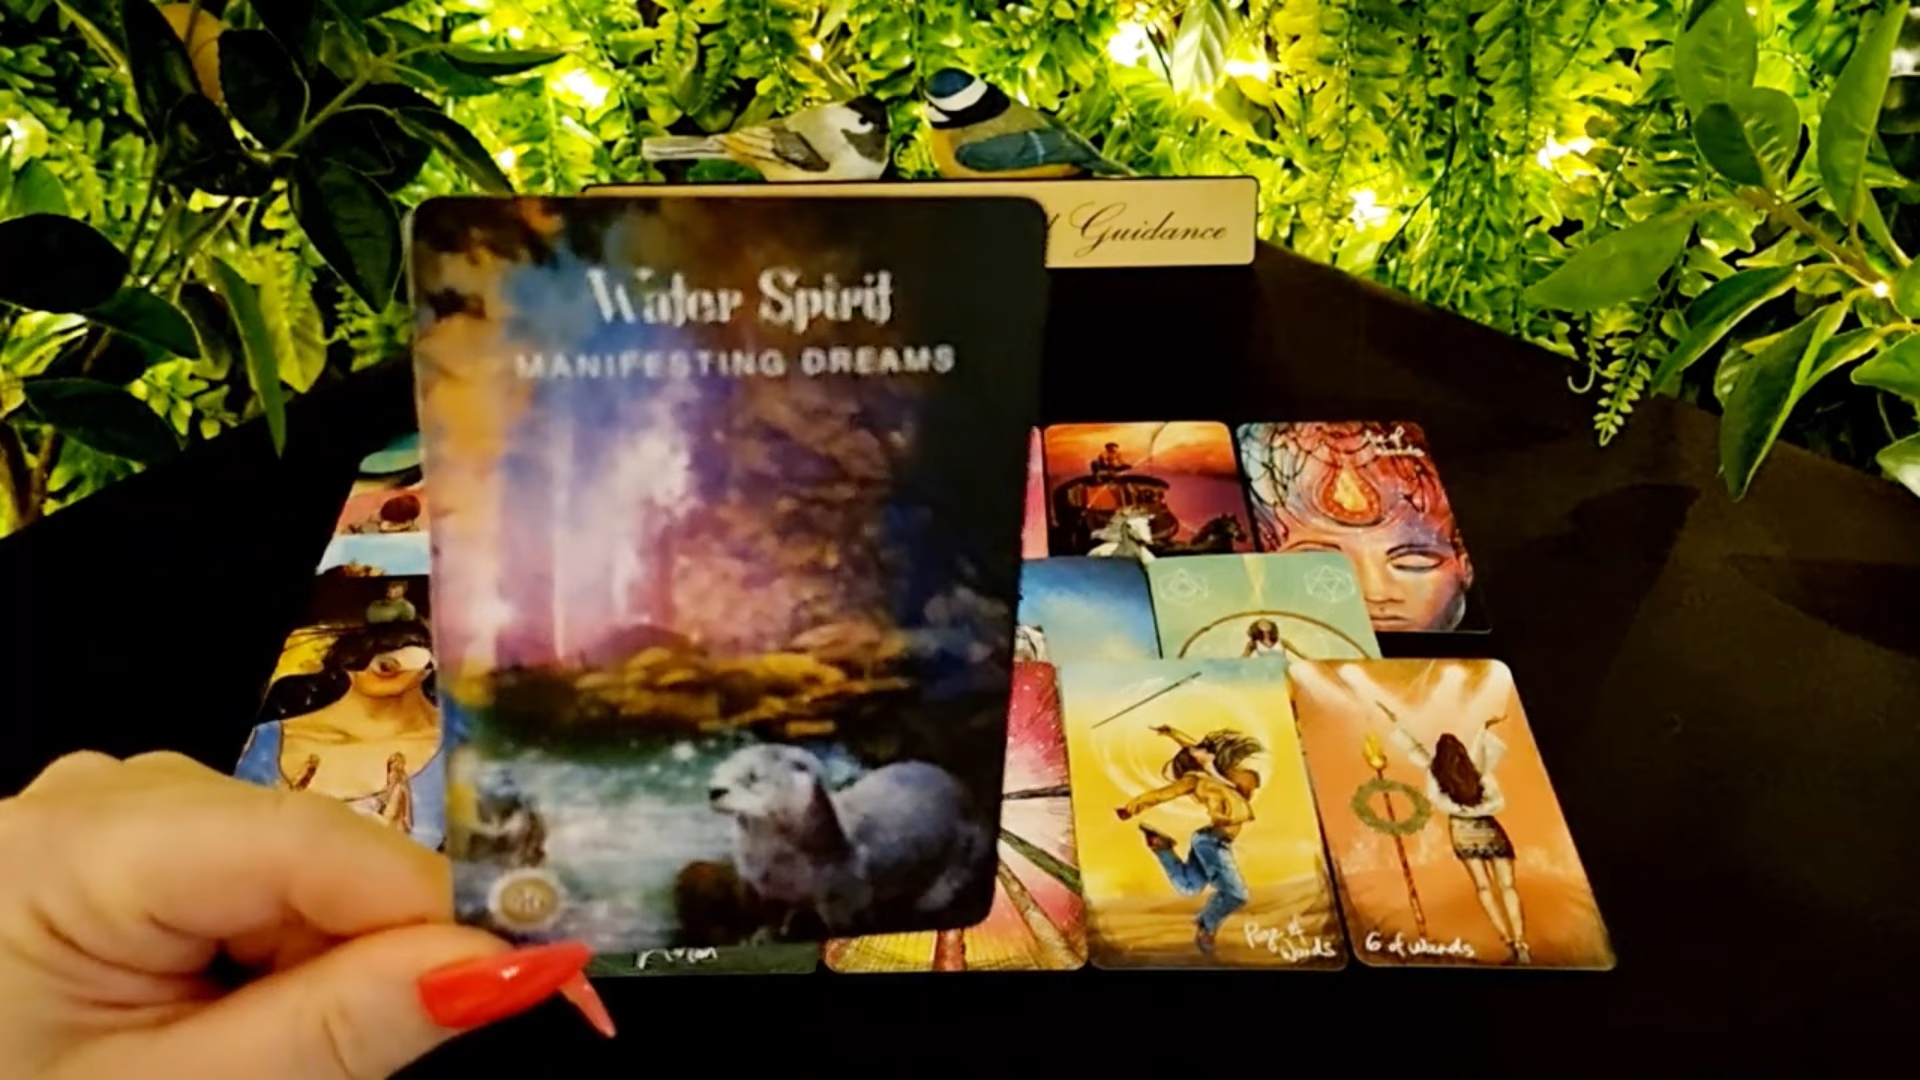 Guidance
Water Spirit
MANIFESTING DREAMS
Page of
Wands
6 of Wands